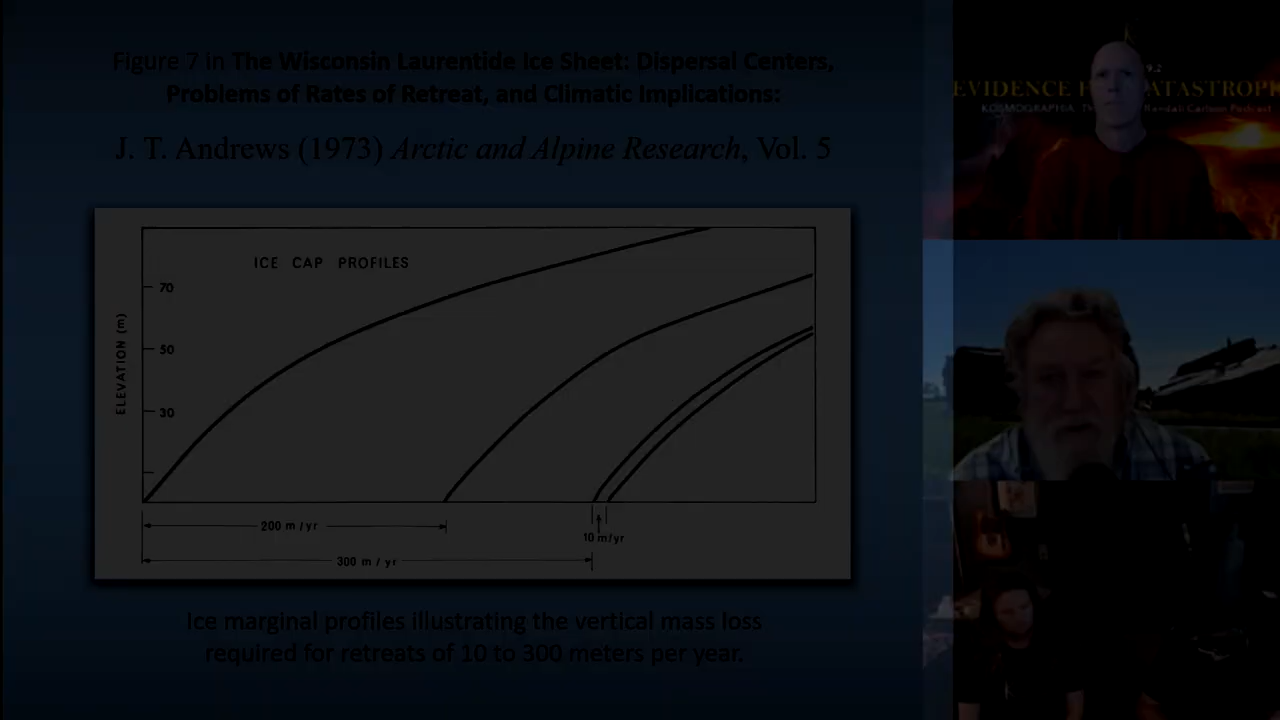 Figure 7 in The Wisconsin Laurentide Ice Sheet: Dispersal Centers,
Problems of Rates of Retreat, and Climatic Implications:
J. T. Andrews (1973) Arctic and Alpine Research, Vol. 5
ICE CAP PROFILES
ELEVATION (m)
70
50
30
200 m / yr
10 m/yr
300 m / yr
Ice marginal profiles illustrating the vertical mass loss
required for retreats of 10 to 300 meters per year.
9.2
EVIDENCE
KOSMOGRAPHIA:
Randall Carlson Podcast